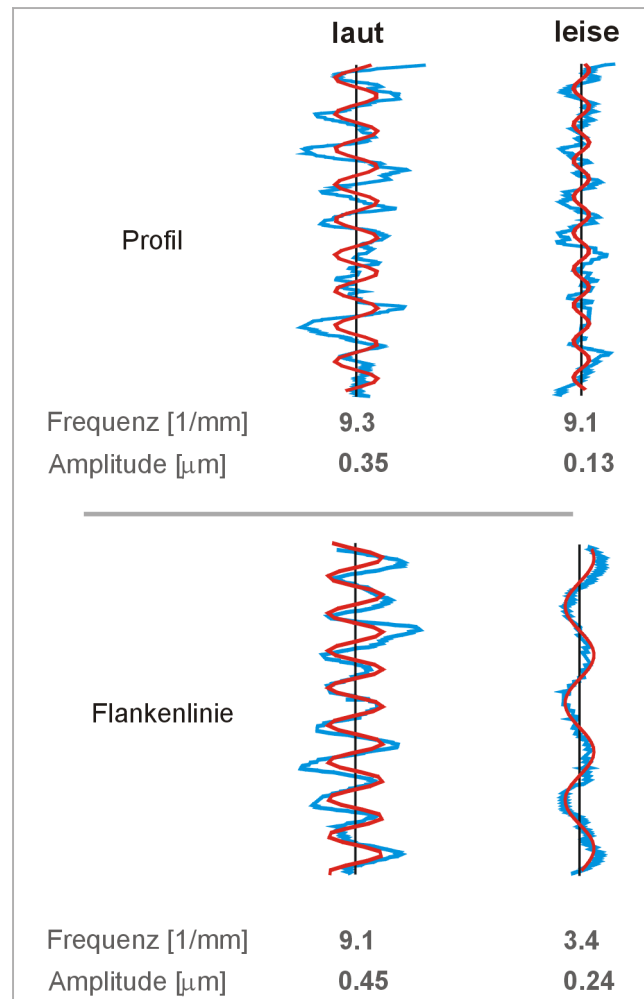 laut leise
Profil
Frequenz [1/mm] 9.3 9.1
Amplitude [μm] 0.35 0.13
Flankenlinie
Frequenz [1/mm] 9.1 3.4
Amplitude [μm] 0.45 0.24